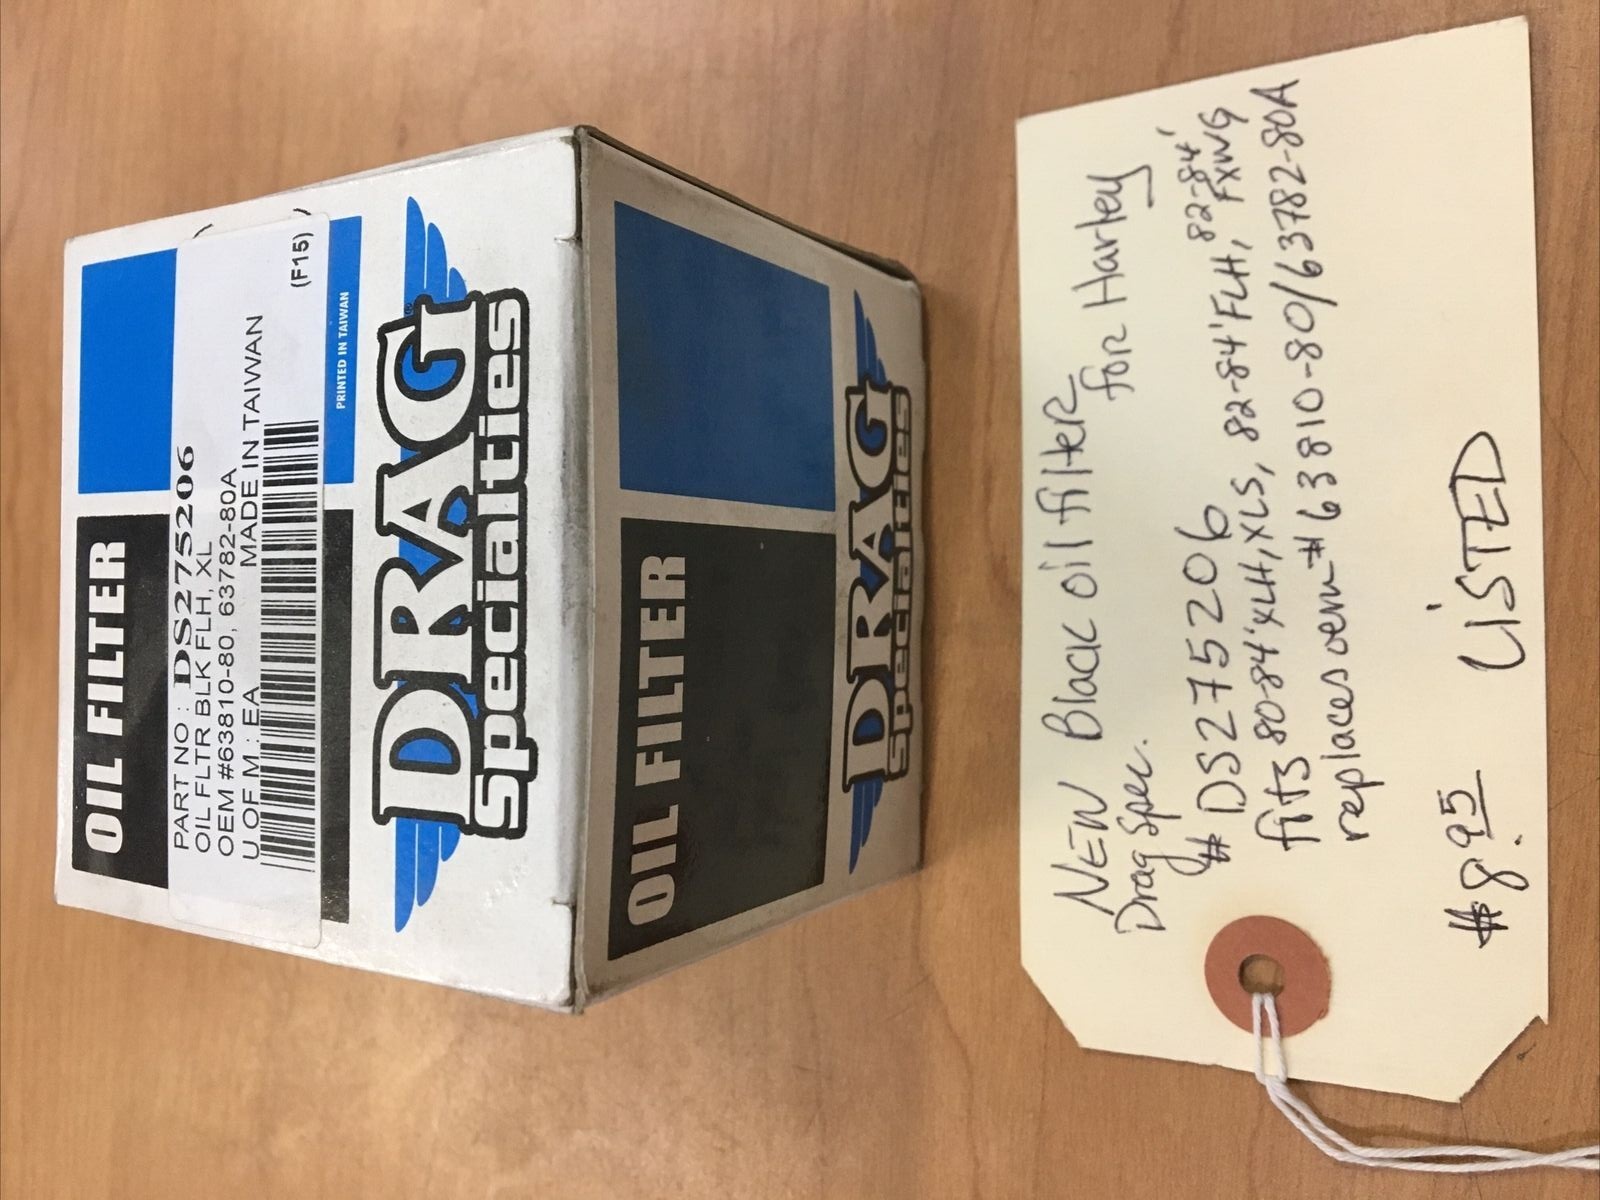 OIL FILTER
PART NO : DS275206
OIL FLTR BLK FLH, XL
OEM #63810-80, 63782-80A
U OF M : EA MADE IN TAIWAN
(F15)
PRINTED IN TAIWAN
DRAG
Specialties
OIL FILTER
DRAG
Specialties
NEW Black oil filter
Drag Spec. for Harley
# DS275206
fits 80-84' XLH, XLS, 82-84' FLH, 82-84', FXWG
replaces oem # 63810-80/63782-80A
$8.95 LISTED